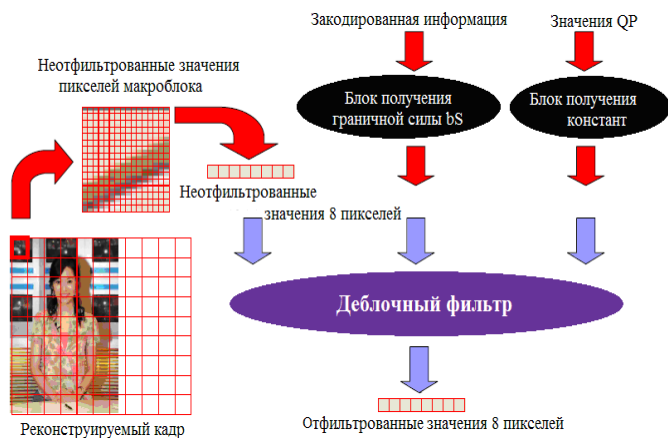 Закодированная информация
Значения QP
Неотфильтрованные значения
пикселей макроблока
Блок получения
граничной силы bS
Блок получения
констант
Неотфильтрованные
значения 8 пикселей
Деблочный фильтр
Реконструируемый кадр
Отфильтрованные значения 8 пикселей